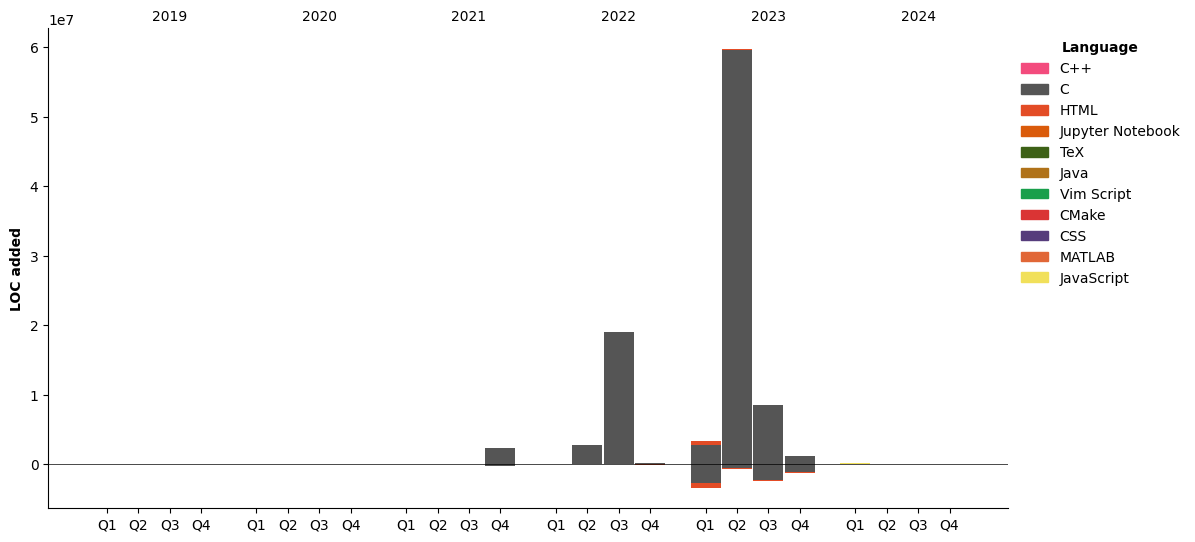 1e7
2019 2020 2021 2022 2023 2024
6
5
4
3
2
1
0
LOC added
Q1 Q2 Q3 Q4 Q1 Q2 Q3 Q4 Q1 Q2 Q3 Q4 Q1 Q2 Q3 Q4 Q1 Q2 Q3 Q4 Q1 Q2 Q3 Q4
Language
C++
C
HTML
Jupyter Notebook
TeX
Java
Vim Script
CMake
CSS
MATLAB
JavaScript